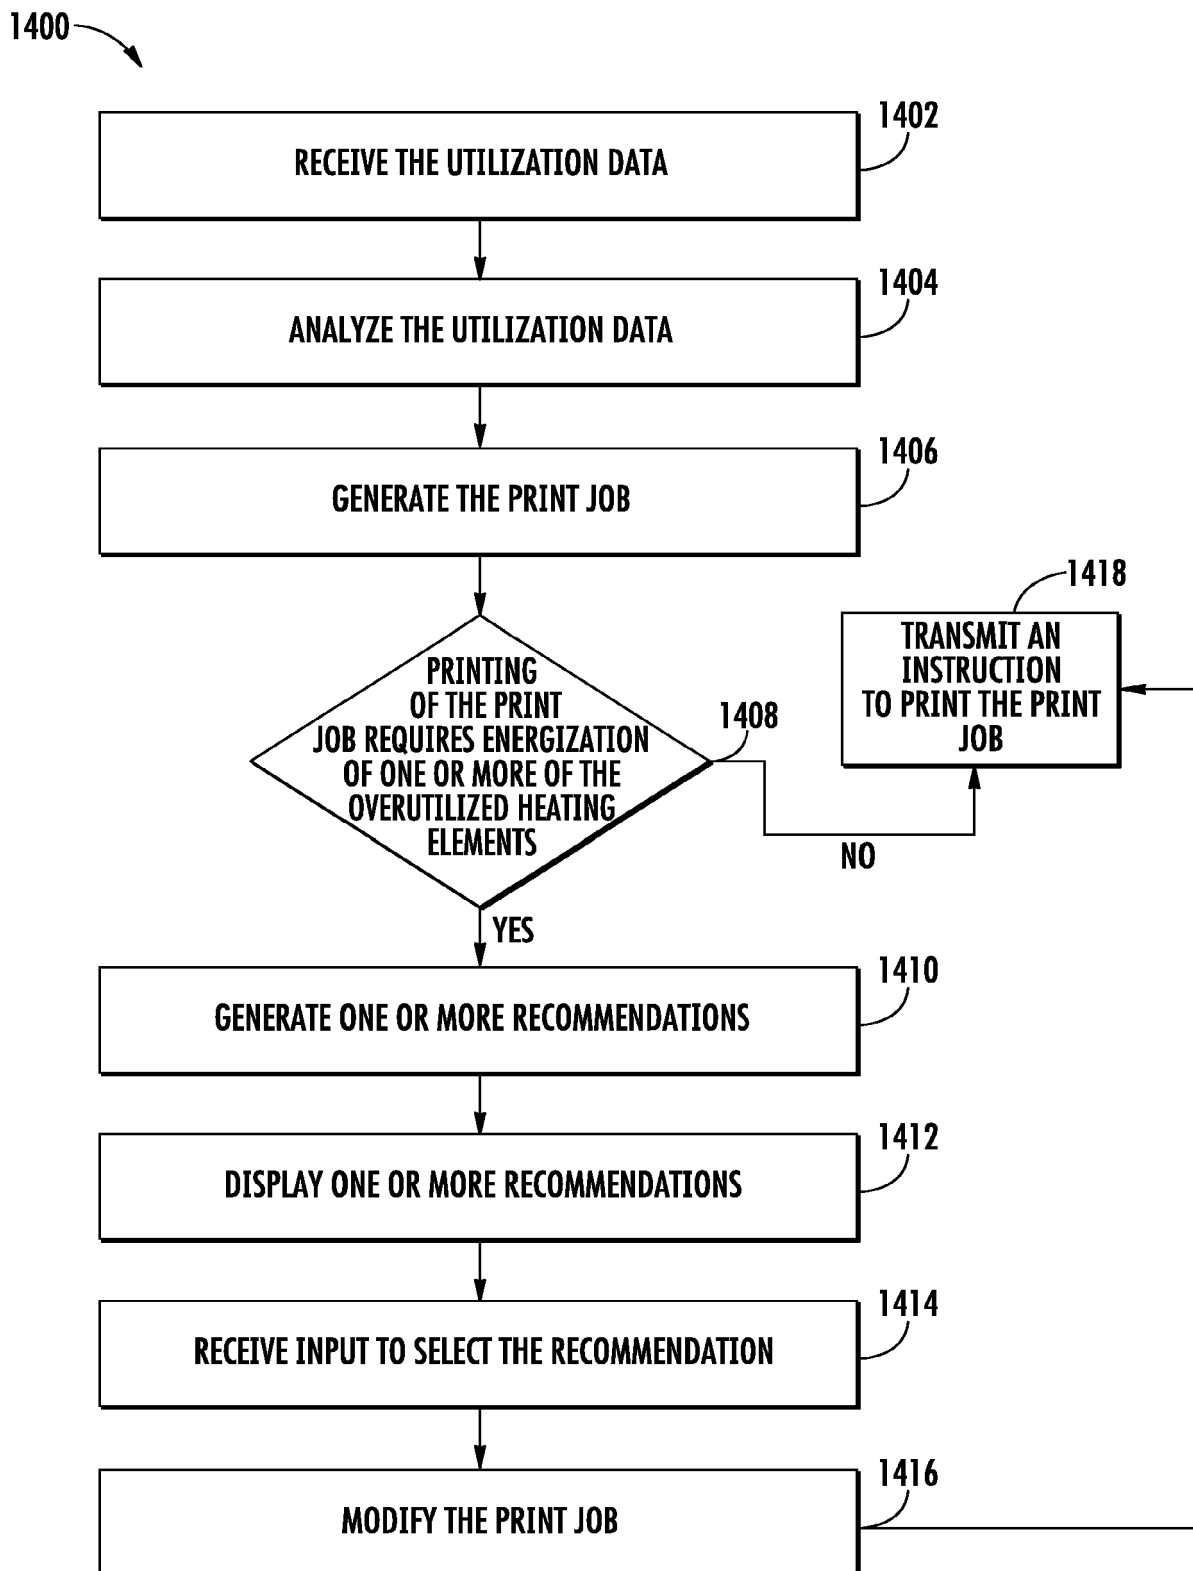 1400
1402
RECEIVE THE UTILIZATION DATA
1404
ANALYZE THE UTILIZATION DATA
1406
GENERATE THE PRINT JOB
1408
PRINTING
OF THE PRINT
JOB REQUIRES ENERGIZATION
OF ONE OR MORE OF THE
OVERUTILIZED HEATING
ELEMENTS
NO
YES
1418
TRANSMIT AN
INSTRUCTION
TO PRINT THE PRINT
JOB
1410
GENERATE ONE OR MORE RECOMMENDATIONS
1412
DISPLAY ONE OR MORE RECOMMENDATIONS
1414
RECEIVE INPUT TO SELECT THE RECOMMENDATION
1416
MODIFY THE PRINT JOB